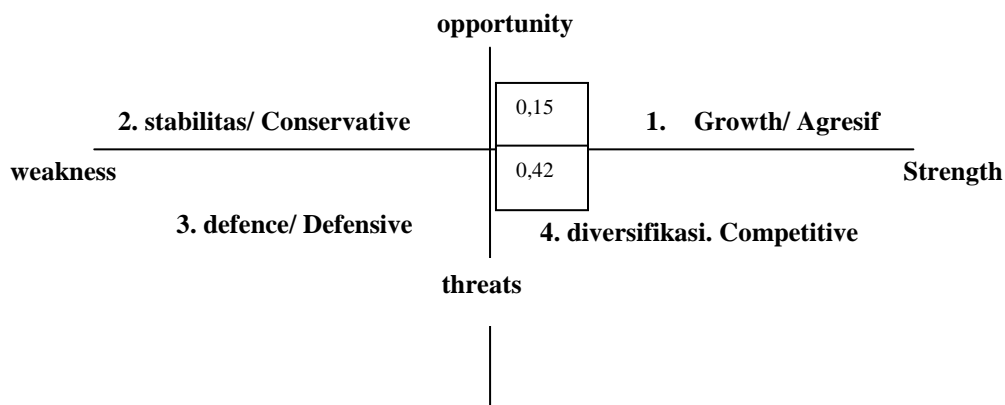 opportunity
0,15
2. stabilitas/ Conservative
1. Growth/ Agresif
weakness
0,42
Strength
3. defence/ Defensive
4. diversifikasi. Competitive
threats